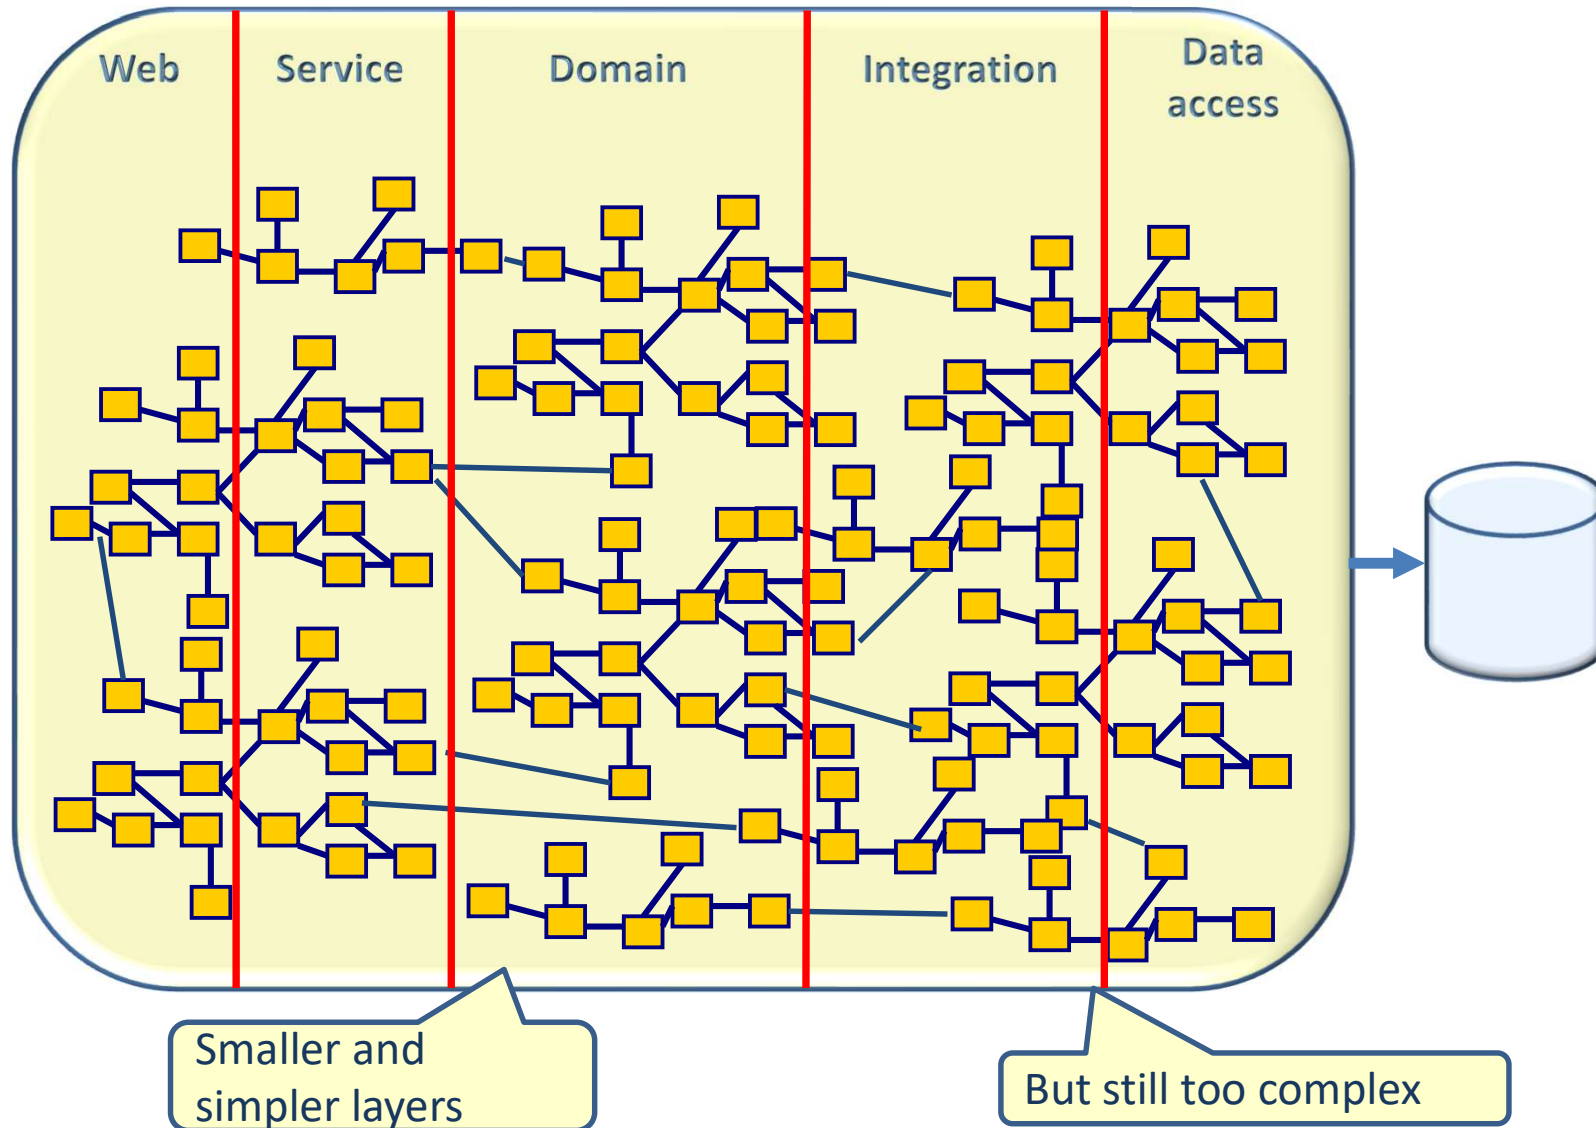 Web
Service
Domain
Integration
Data
access
Smaller and
simpler layers
But still too complex